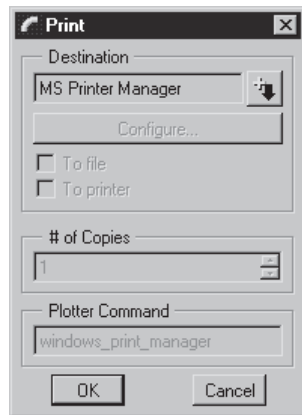 Print
Destination
MS Printer Manager
Configure...
To file
To printer
# of Copies
1
Plotter Command
windows_print_manager
OK Cancel